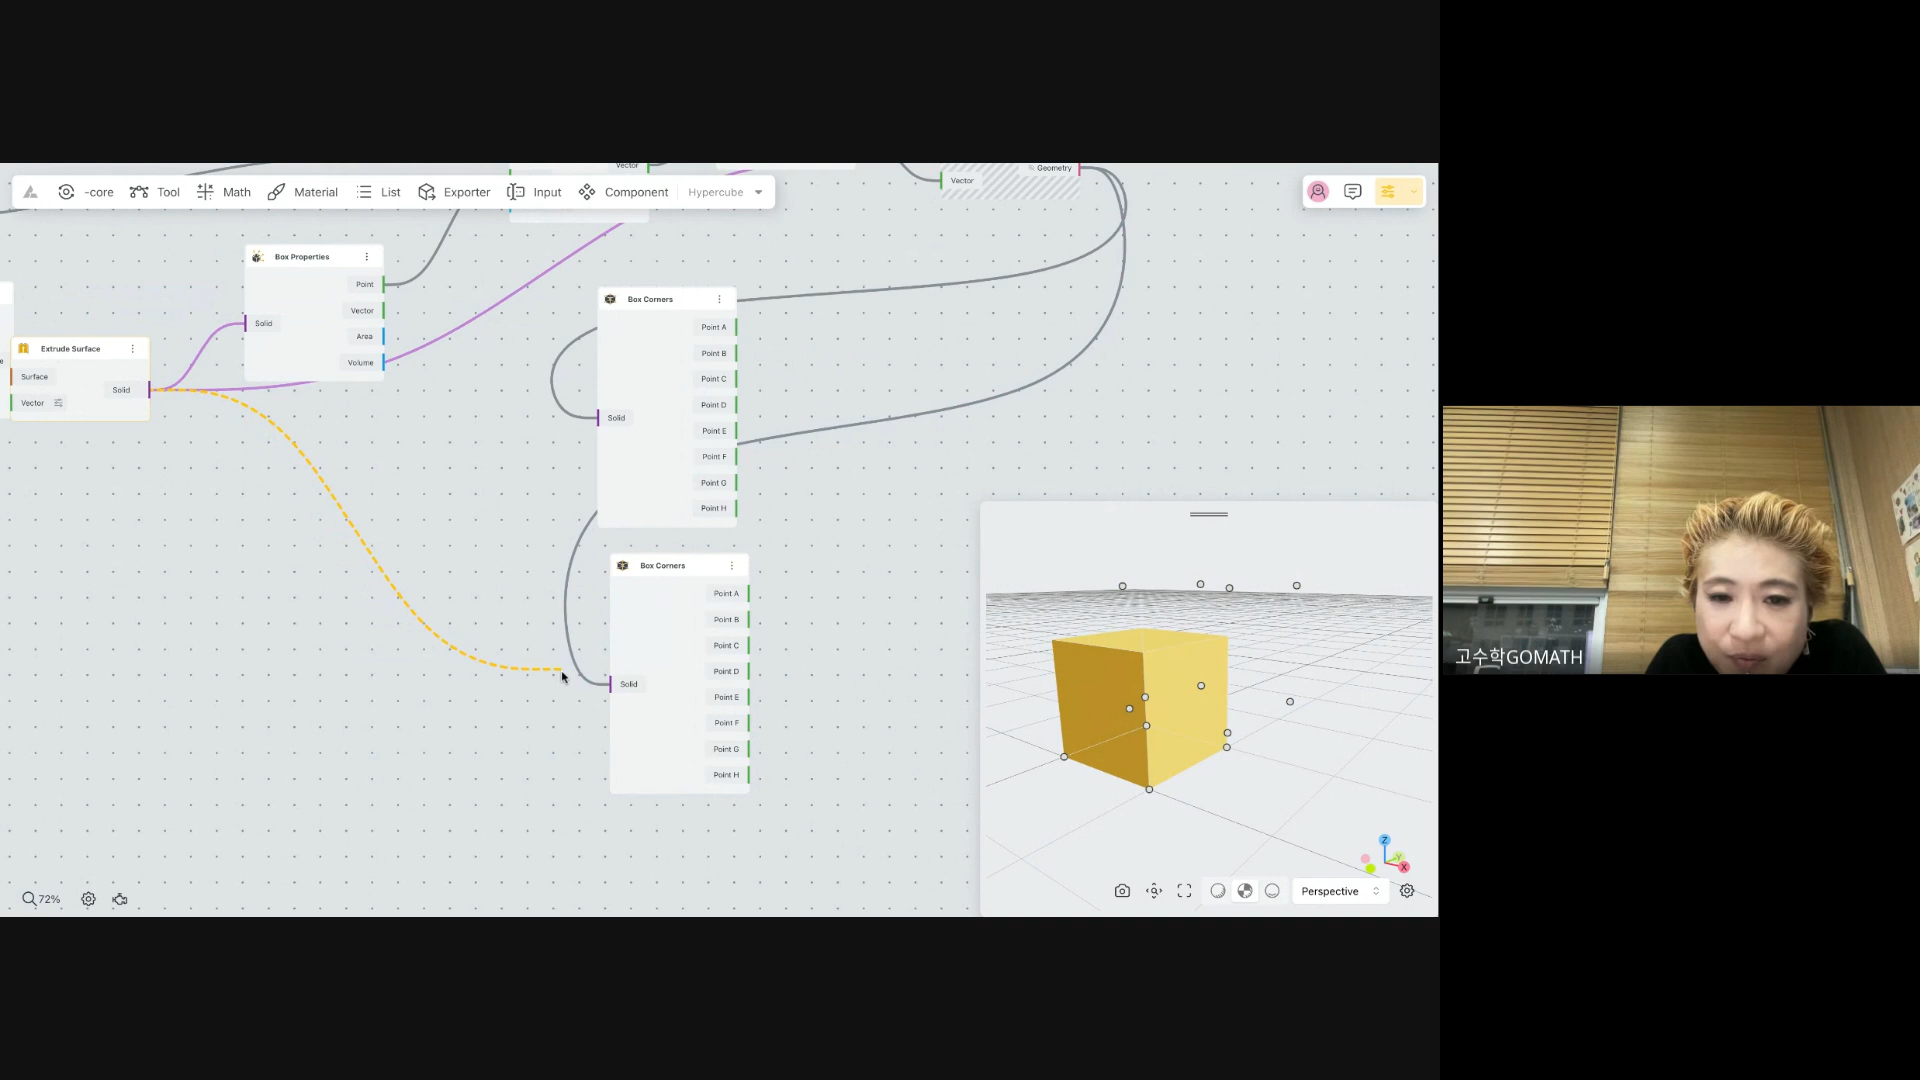 Vector
Geometry
Vector
-core
Tool
Math
Material
List
Exporter
Input
Component
Hypercube
Box Properties
Point
Vector
Solid
Area
Volume
Extrude Surface
Surface
Solid
Vector
Box Corners
Point A
Point B
Point C
Point D
Solid
Point E
Point F
Point G
Point H
Box Corners
Point A
Point B
Point C
Point D
Solid
Point E
Point F
Point G
Point H
72%
Z
Y
X
Perspective
고수학GOMATH